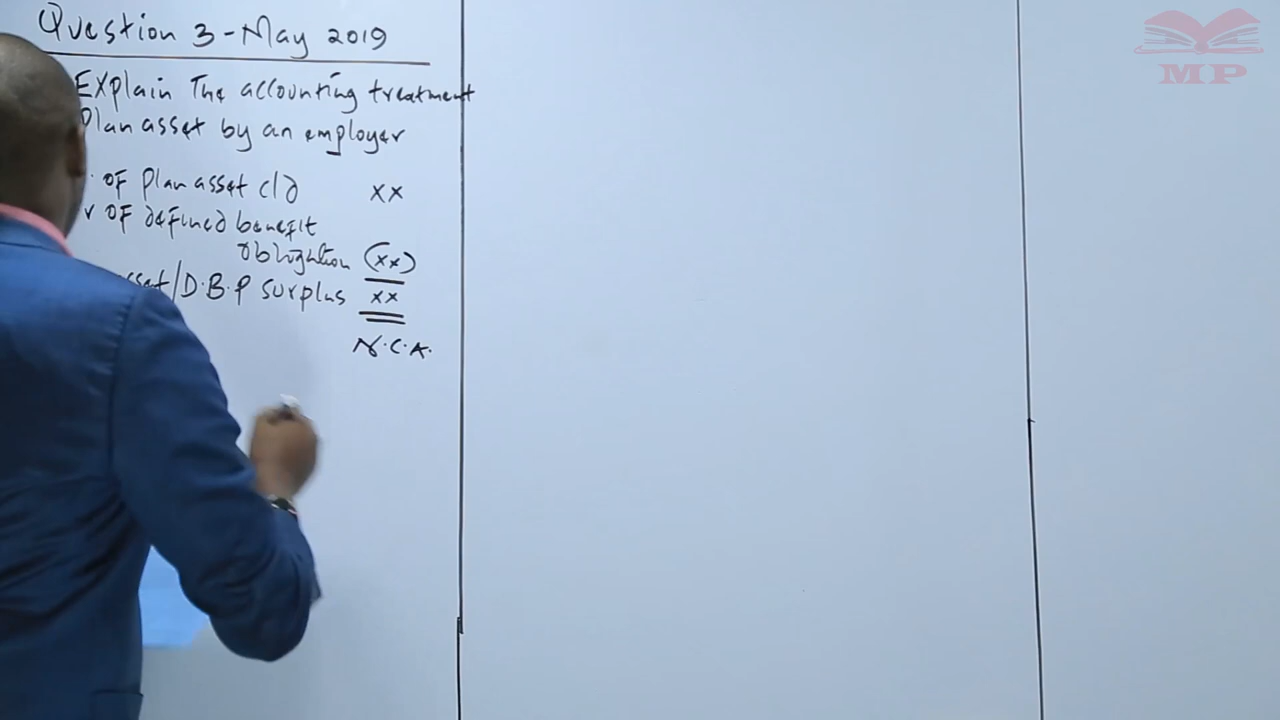 Question 3 - May 2019
Explain The accounting treatment
Plan asset by an employer
of plan asset c/d xx
of defined benefit
obligation (xx)
asset/D.B.P surplus xx
N.C.A.
MP